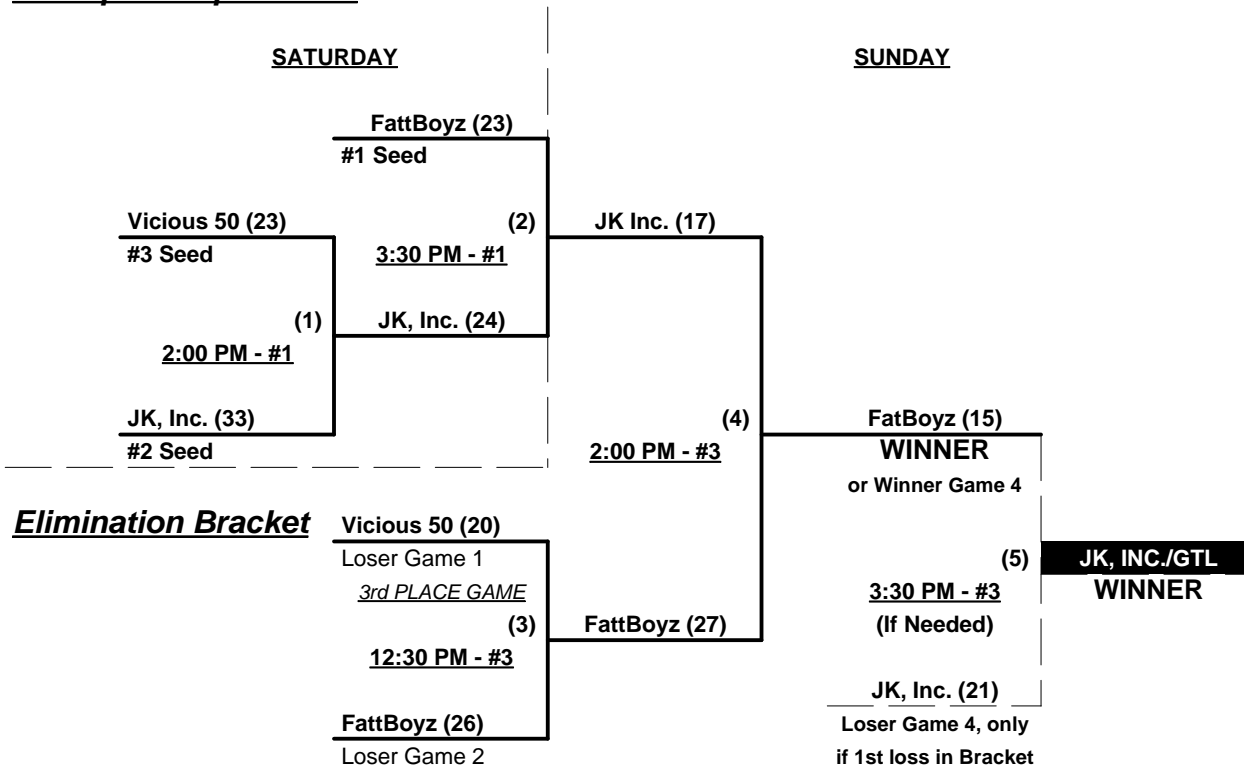 SATURDAY
SUNDAY
FattBoyz (23)
#1 Seed
Vicious 50 (23)
(2)
JK Inc. (17)
#3 Seed
3:30 PM - #1
(1)
JK, Inc. (24)
2:00 PM - #1
JK, Inc. (33)
(4)
FatBoyz (15)
#2 Seed
2:00 PM - #3
WINNER
or Winner Game 4
Elimination Bracket
Vicious 50 (20)
Loser Game 1
(5)
JK, INC./GTL
3rd PLACE GAME
3:30 PM - #3
WINNER
(3)
FattBoyz (27)
(If Needed)
12:30 PM - #3
JK, Inc. (21)
FattBoyz (26)
Loser Game 4, only
Loser Game 2
if 1st loss in Bracket